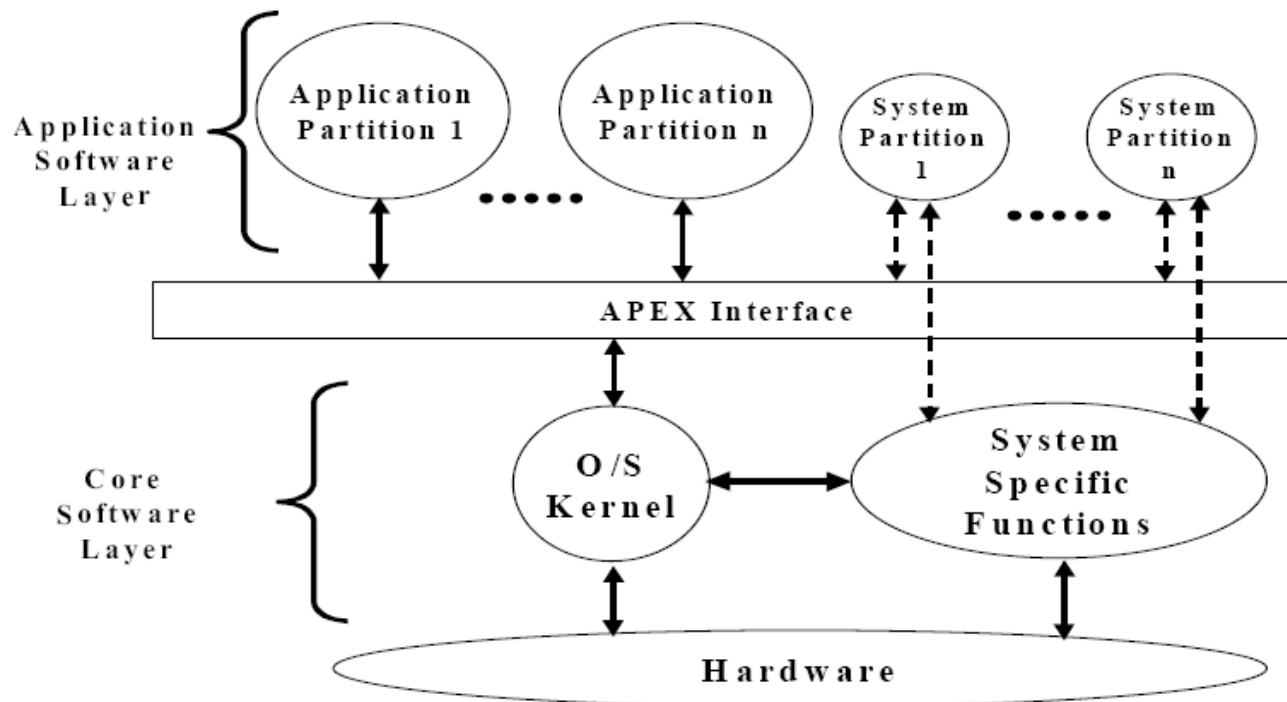 Application
Software
Layer
Application
Partition 1
Application
Partition n
System
Partition
1
System
Partition
n
APEX Interface
Core
Software
Layer
O/S
Kernel
System
Specific
Functions
Hardware